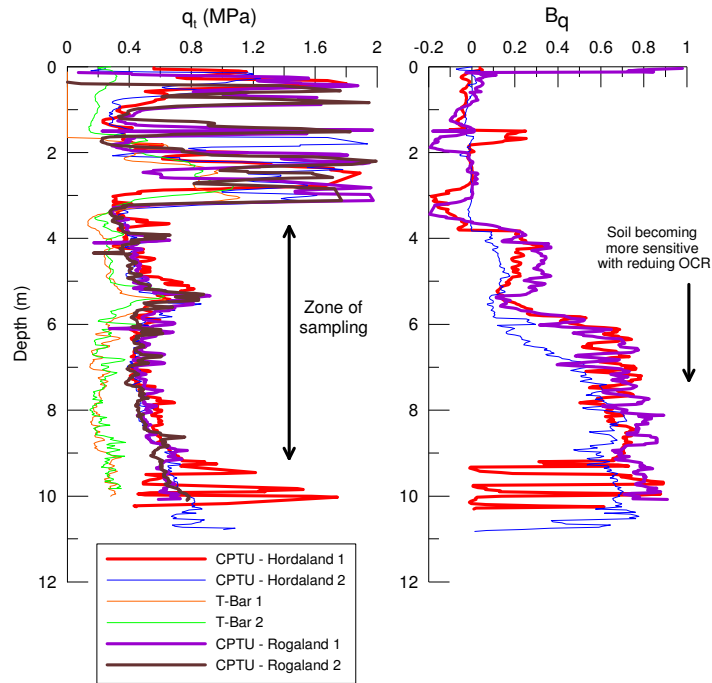 qt (MPa)
0 0.4 0.8 1.2 1.6 2
Bq
-0.2 0 0.2 0.4 0.6 0.8 1
Depth (m)
0
2
4
6
8
10
12
0
2
4
6
8
10
12
Zone of
sampling
Soil becoming
more sensitive
with reduing OCR
CPTU - Hordaland 1
CPTU - Hordaland 2
T-Bar 1
T-Bar 2
CPTU - Rogaland 1
CPTU - Rogaland 2